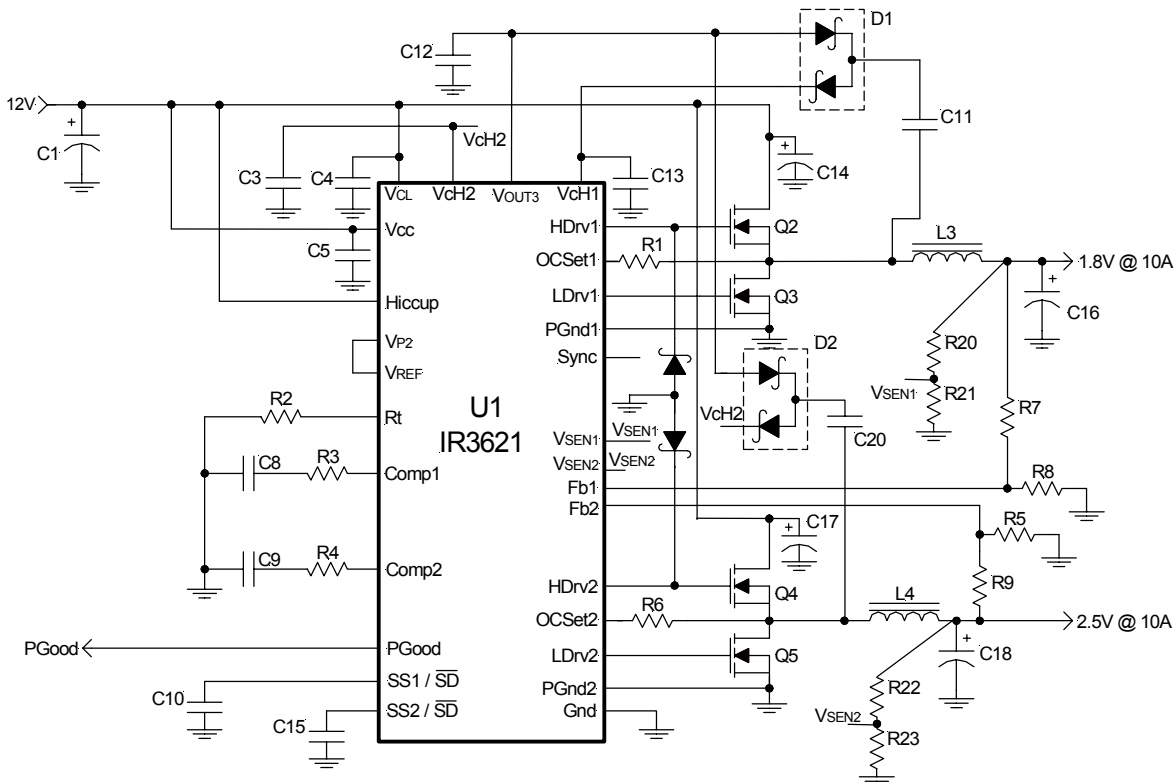 D1
C12
12V
C11
+
C1
VcH2
C3
C4
C13
+
C14
VCL
VcH2
VOUT3
VcH1
HDrv1
Q2
Vcc
C5
OCSet1
R1
L3
1.8V @ 10A
LDrv1
Q3
+
C16
Hiccup
PGnd1
D2
Sync
R20
VP2
VREF
VSEN1
R21
R7
R2
Rt
U1
IR3621
VcH2
C20
VSEN1
VSEN1
VSEN2
VSEN2
C8
R3
Comp1
Fb1
R8
Fb2
+
C17
R5
C9
R4
Comp2
HDrv2
Q4
R9
OCSet2
R6
L4
2.5V @ 10A
PGood
PGood
LDrv2
Q5
+
C18
SS1 / SD
PGnd2
R22
C10
SS2 / SD
Gnd
VSEN2
C15
R23